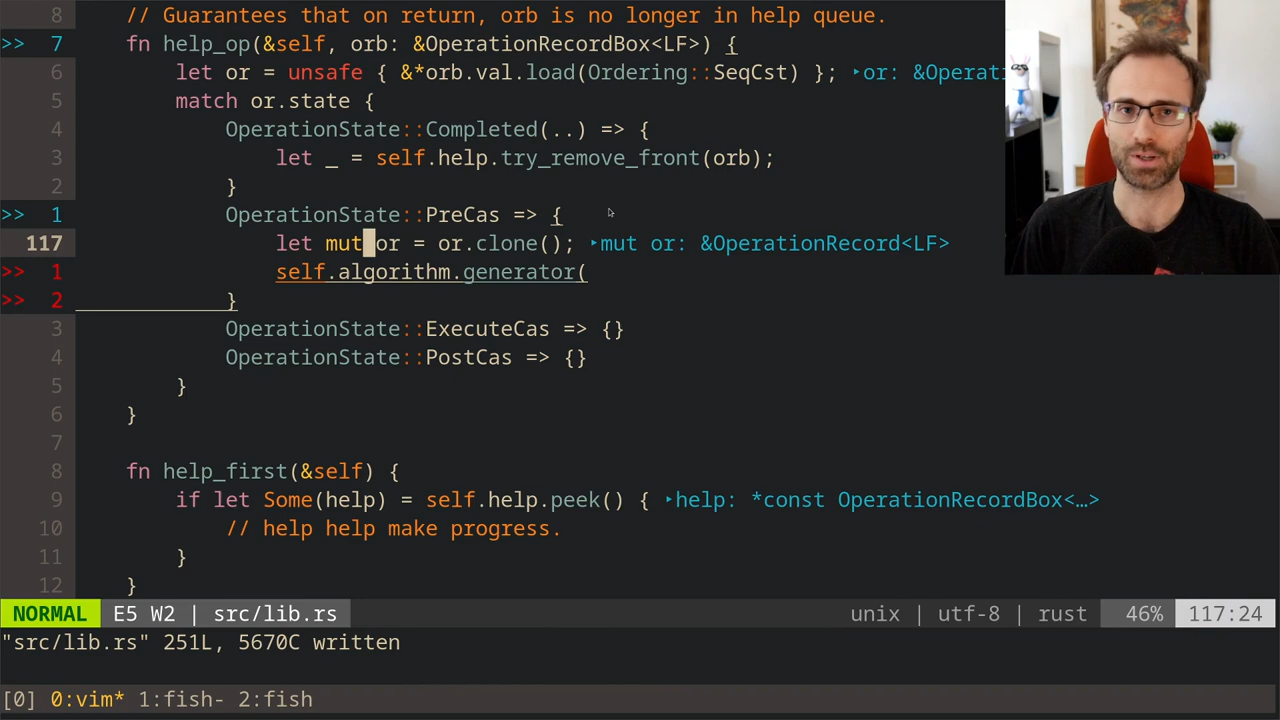 8 // Guarantees that on return, orb is no longer in help queue.
>> 7 fn help_op(&self, orb: &OperationRecordBox<LF>) {
6 let or = unsafe { &*orb.val.load(Ordering::SeqCst) }; ‣or: &Operati
5 match or.state {
4 OperationState::Completed(..) => {
3 let _ = self.help.try_remove_front(orb);
2 }
>> 1 OperationState::PreCas => {
117 let mut or = or.clone(); ‣mut or: &OperationRecord<LF>
>> 1 self.algorithm.generator(
>> 2 }
3 OperationState::ExecuteCas => {}
4 OperationState::PostCas => {}
5 }
6 }
7
8 fn help_first(&self) {
9 if let Some(help) = self.help.peek() { ‣help: *const OperationRecordBox<…>
10 // help help make progress.
11 }
12 }
NORMAL E5 W2 | src/lib.rs unix | utf-8 | rust 46% 117:24
"src/lib.rs" 251L, 5670C written
[0] 0:vim* 1:fish- 2:fish